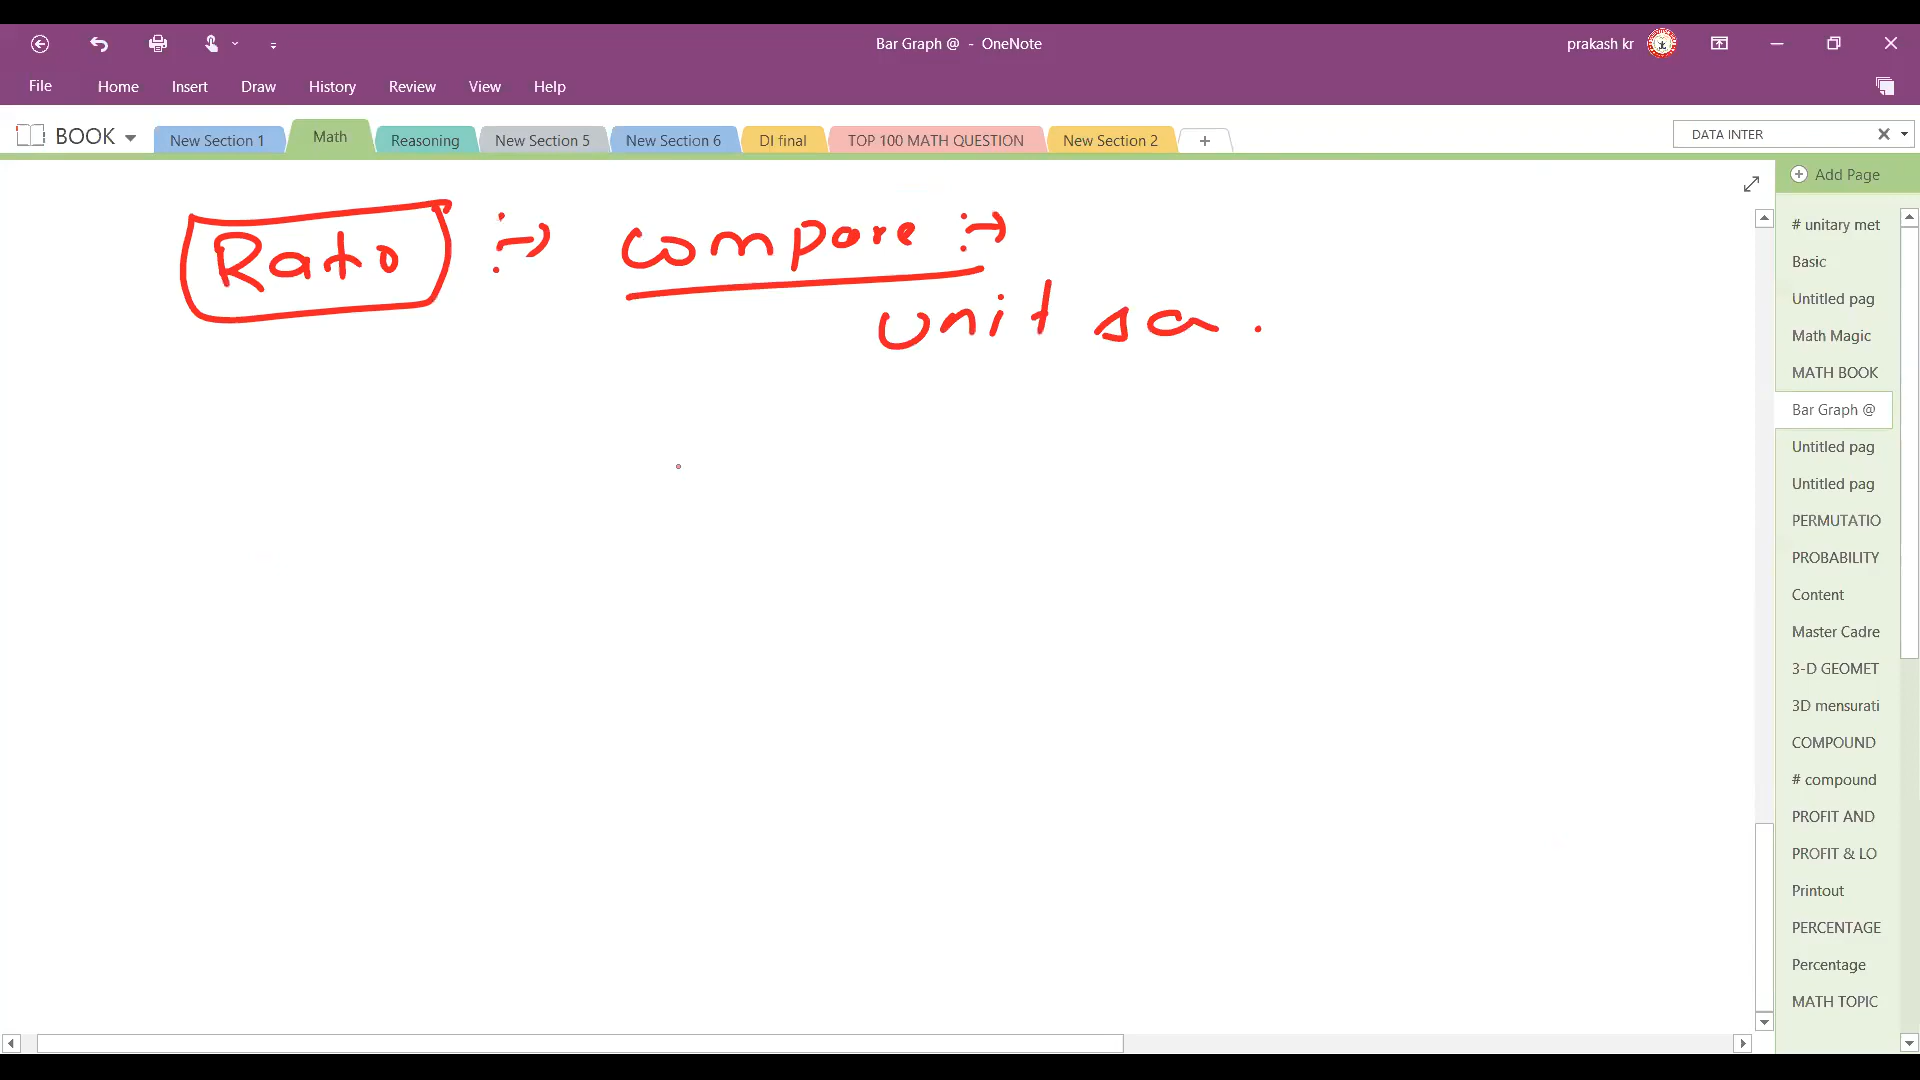 Bar Graph @ - OneNote
prakash kr
File Home Insert Draw History Review View Help
BOOK
New Section 1 Math Reasoning New Section 5 New Section 6 DI final TOP 100 MATH QUESTION New Section 2 +
DATA INTER
Add Page
Rato :→ compare :→
unit sa .
# unitary met
Basic
Untitled pag
Math Magic
MATH BOOK
Bar Graph @
Untitled pag
Untitled pag
PERMUTATIO
PROBABILITY
Content
Master Cadre
3-D GEOMET
3D mensurati
COMPOUND
# compound
PROFIT AND
PROFIT & LO
Printout
PERCENTAGE
Percentage
MATH TOPIC